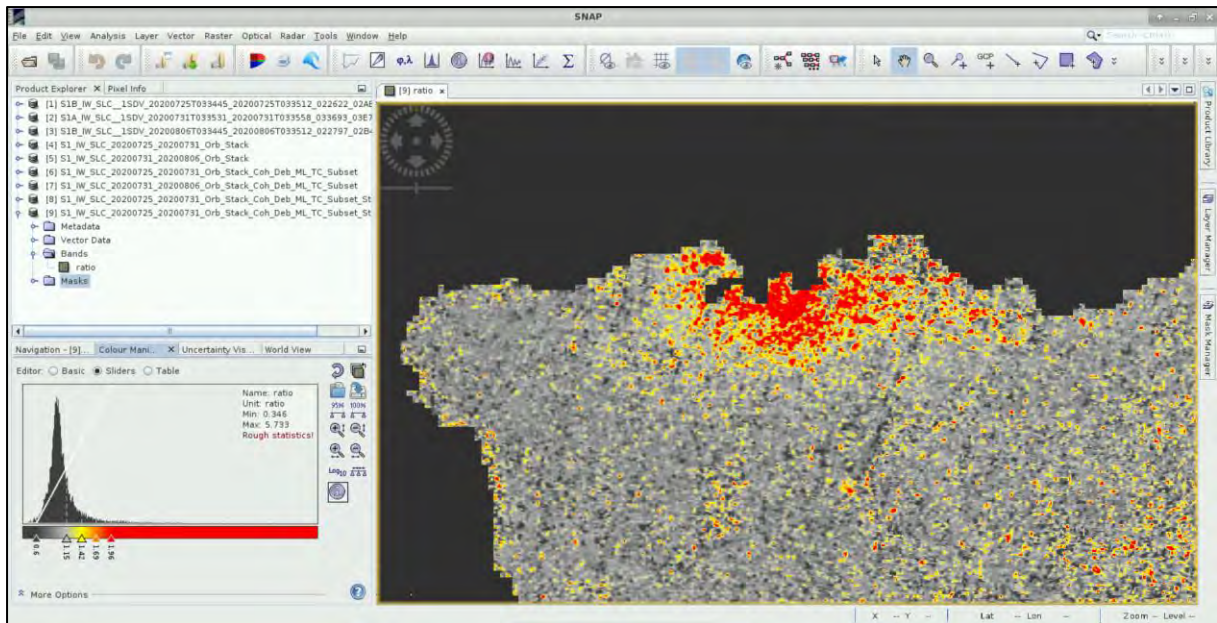 SNAP
File Edit View Analysis Layer Vector Raster Optical Radar Tools Window Help
φ,λ Σ GCP
Product Explorer × Pixel Info
[9] ratio ×
[1] S1B_IW_SLC__1SDV_20200725T033445_20200725T033512_022622_02AE
[2] S1A_IW_SLC__1SDV_20200731T033531_20200731T033558_033693_03E7
[3] S1B_IW_SLC__1SDV_20200806T033445_20200806T033512_022797_02B4
[4] S1_IW_SLC_20200725_20200731_Orb_Stack
[5] S1_IW_SLC_20200731_20200806_Orb_Stack
[6] S1_IW_SLC_20200725_20200731_Orb_Stack_Coh_Deb_ML_TC_Subset
[7] S1_IW_SLC_20200731_20200806_Orb_Stack_Coh_Deb_ML_TC_Subset
[8] S1_IW_SLC_20200725_20200731_Orb_Stack_Coh_Deb_ML_TC_Subset_St
[9] S1_IW_SLC_20200725_20200731_Orb_Stack_Coh_Deb_ML_TC_Subset_St
Metadata
Vector Data
Bands
ratio
Masks
Product Library
Layer Manager
Mask Manager
Navigation - [9]... Colour Mani... × Uncertainty Vis... World View
Editor: Basic Sliders Table
Name: ratio
Unit: ratio
Min: 0.346
Max: 5.733
Rough statistics!
95% 100%
Log10
0.6 1.15 1.42 1.69 1.96
More Options
X -- Y -- Lat -- Lon -- Zoom -- Level --